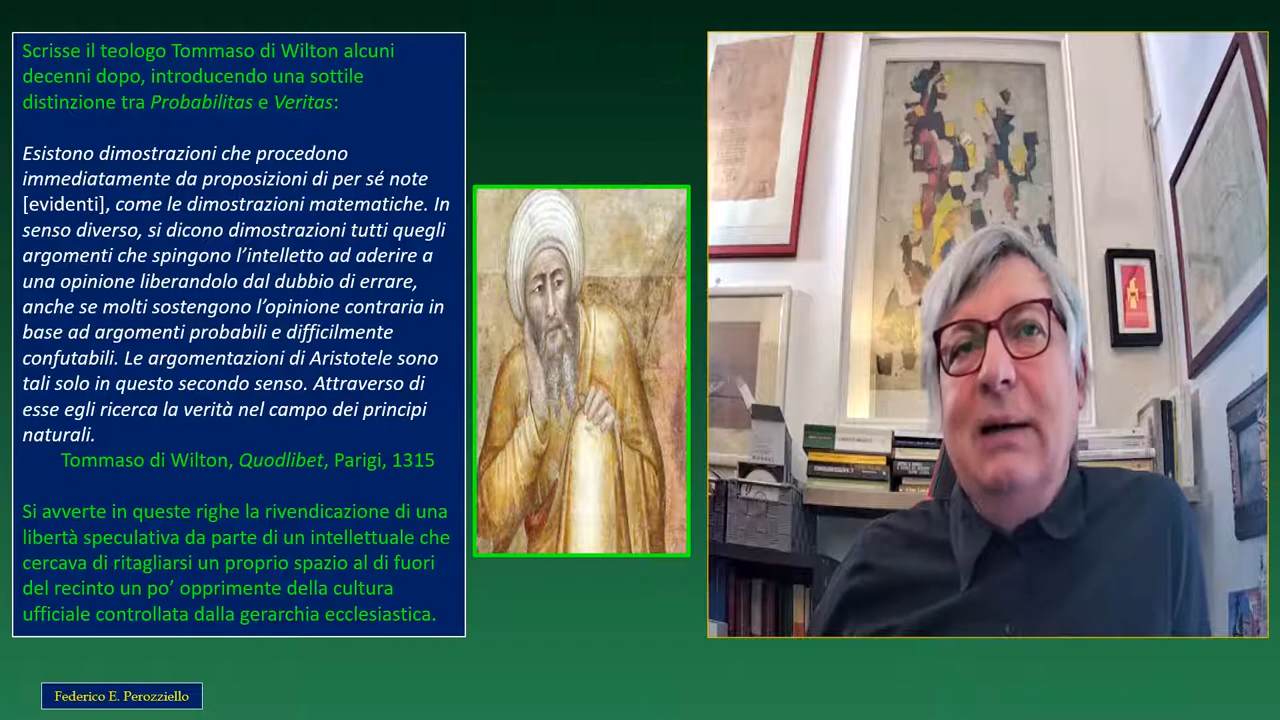 Scrisse il teologo Tommaso di Wilton alcuni
decenni dopo, introducendo una sottile
distinzione tra Probabilitas e Veritas:
Esistono dimostrazioni che procedono
immediatamente da proposizioni di per sé note
[evidenti], come le dimostrazioni matematiche. In
senso diverso, si dicono dimostrazioni tutti quegli
argomenti che spingono l’intelletto ad aderire a
una opinione liberandolo dal dubbio di errare,
anche se molti sostengono l’opinione contraria in
base ad argomenti probabili e difficilmente
confutabili. Le argomentazioni di Aristotele sono
tali solo in questo secondo senso. Attraverso di
esse egli ricerca la verità nel campo dei principi
naturali.
Tommaso di Wilton, Quodlibet, Parigi, 1315
Si avverte in queste righe la rivendicazione di una
libertà speculativa da parte di un intellettuale che
cercava di ritagliarsi un proprio spazio al di fuori
del recinto un po’ opprimente della cultura
ufficiale controllata dalla gerarchia ecclesiastica.
Federico E. Perozziello